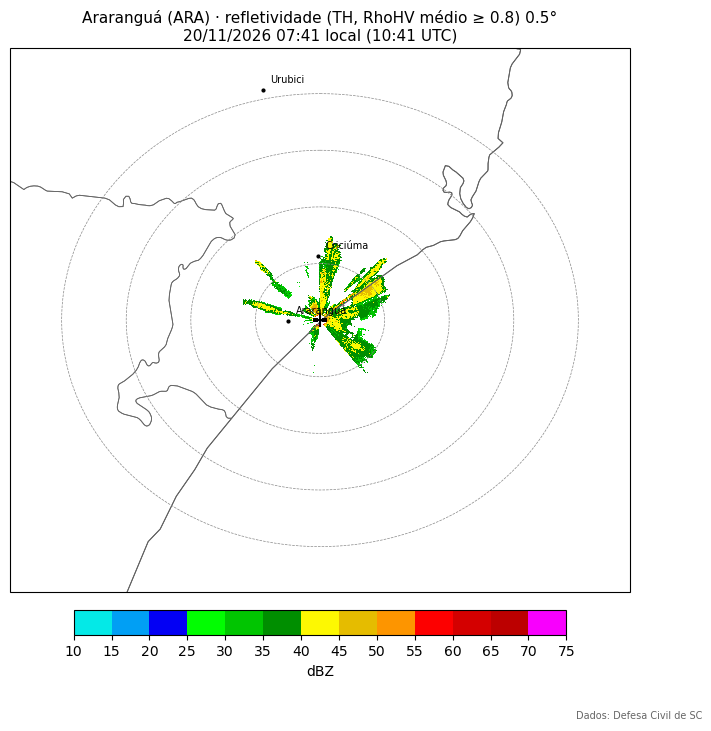 Araranguá (ARA) · refletividade (TH, RhoHV médio ≥ 0.8) 0.5°
20/11/2026 07:41 local (10:41 UTC)
Urubici
Criciúma
Araranguá
10 15 20 25 30 35 40 45 50 55 60 65 70 75
dBZ
Dados: Defesa Civil de SC